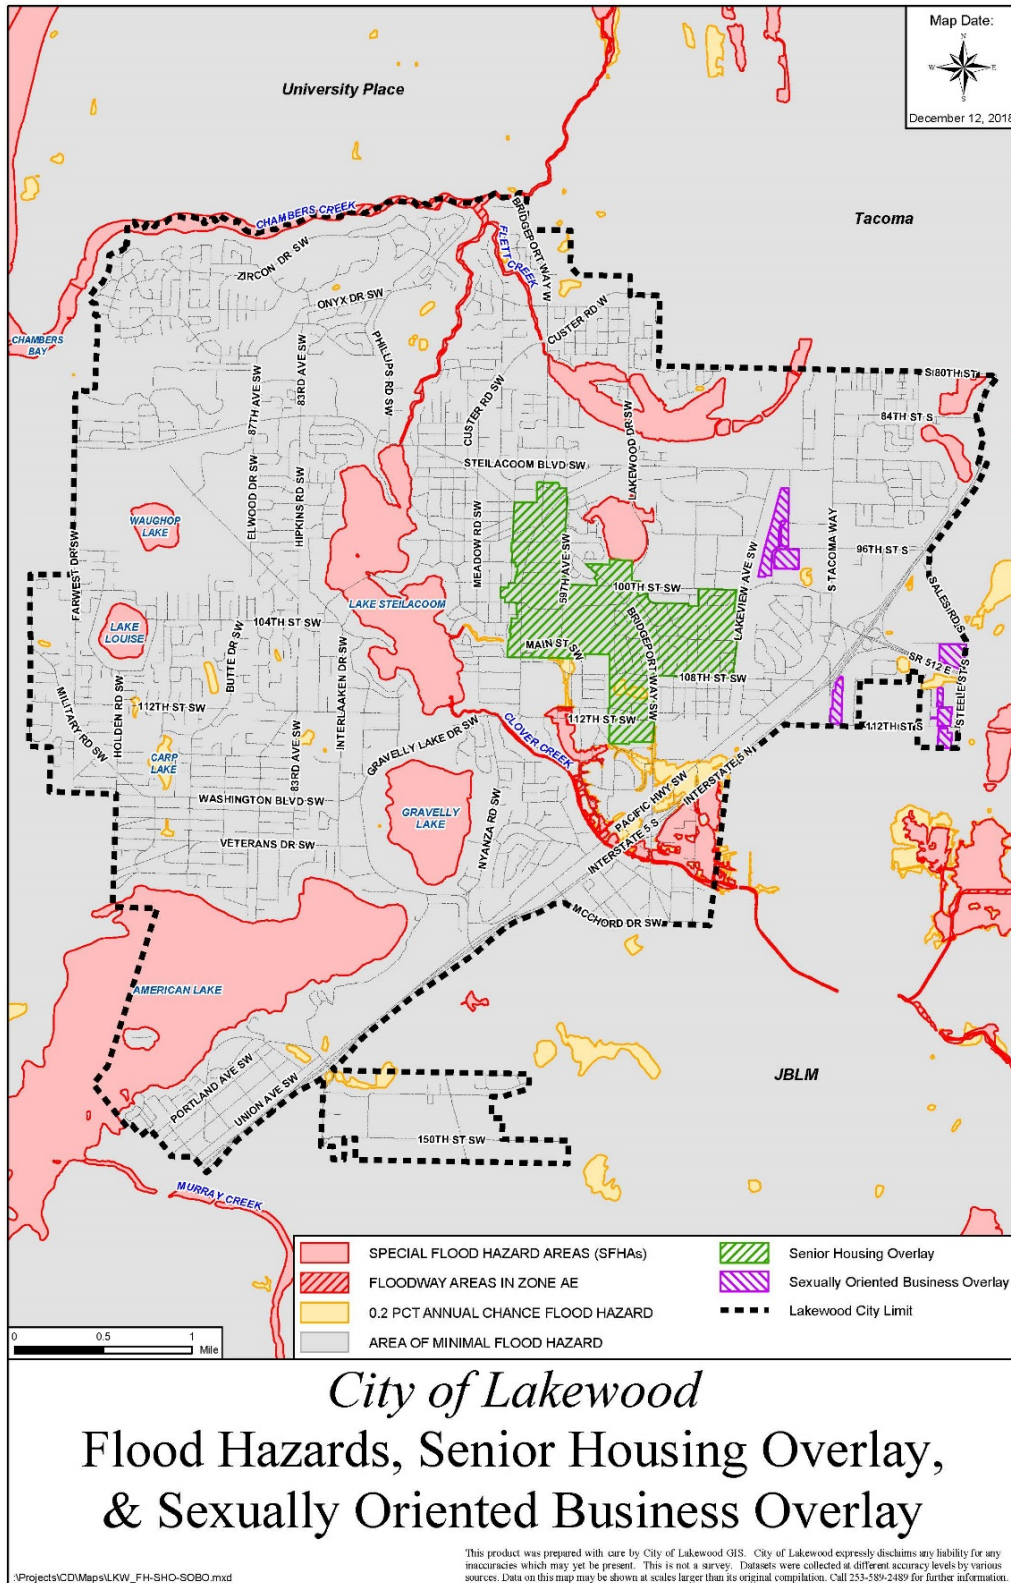 Map Date:
N
W
E
S
December 12, 2018
University Place
Tacoma
CHAMBERS CREEK
BRIDGEPORT WAY W
FLETT CREEK
ZIRCON DR SW
ONYX DR SW
CUSTER RD W
CHAMBERS
BAY
PHILLIPS RD SW
83RD AVE SW
87TH AVE SW
CUSTER RD SW
LAKEWOOD DR SW
S 80TH ST
84TH ST S
STEILACOOM BLVD SW
ELWOOD DR SW
HIPKINS RD SW
WAUGHOP
LAKE
MEADOW RD SW
59TH AVE SW
FARWEST DR SW
S TACOMA WAY
96TH ST S
LAKEVIEW AVE SW
100TH ST SW
LAKE STEILACOOM
SALES RD S
LAKE
LOUISE
104TH ST SW
BRIDGEPORT WAY SW
MAIN ST SW
BUTTE DR SW
INTERLAAKEN DR SW
SR 512 E
108TH ST SW
MILITARY RD SW
HOLDEN RD SW
112TH ST SW
112TH ST SW
112TH ST S
STEELE ST S
CLOVER CREEK
GRAVELLY LAKE DR SW
83RD AVE SW
CARP
LAKE
INTERSTATE 5 N
PACIFIC HWY SW
WASHINGTON BLVD SW
GRAVELLY
LAKE
NYANZA RD SW
INTERSTATE 5 S
VETERANS DR SW
MCCHORD DR SW
AMERICAN LAKE
PORTLAND AVE SW
UNION AVE SW
JBLM
150TH ST SW
MURRAY CREEK
SPECIAL FLOOD HAZARD AREAS (SFHAs)
FLOODWAY AREAS IN ZONE AE
0.2 PCT ANNUAL CHANCE FLOOD HAZARD
AREA OF MINIMAL FLOOD HAZARD
Senior Housing Overlay
Sexually Oriented Business Overlay
Lakewood City Limit
0 0.5 1
Mile
City of Lakewood
Flood Hazards, Senior Housing Overlay,
& Sexually Oriented Business Overlay
This product was prepared with care by City of Lakewood GIS. City of Lakewood expressly disclaims any liability for any
inaccuracies which may yet be present. This is not a survey. Datasets were collected at different accuracy levels by various
sources. Data on this map may be shown at scales larger than its original compilation. Call 253-589-2489 for further information.
:\Projects\CD\Maps\LKW_FH-SHO-SOBO.mxd